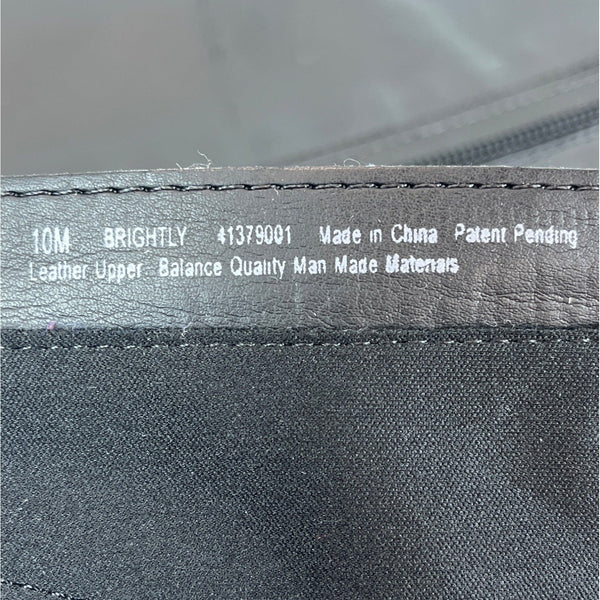 10M BRIGHTLY 41379001 Made in China Patent Pending
Leather Upper Balance Quality Man Made Materials